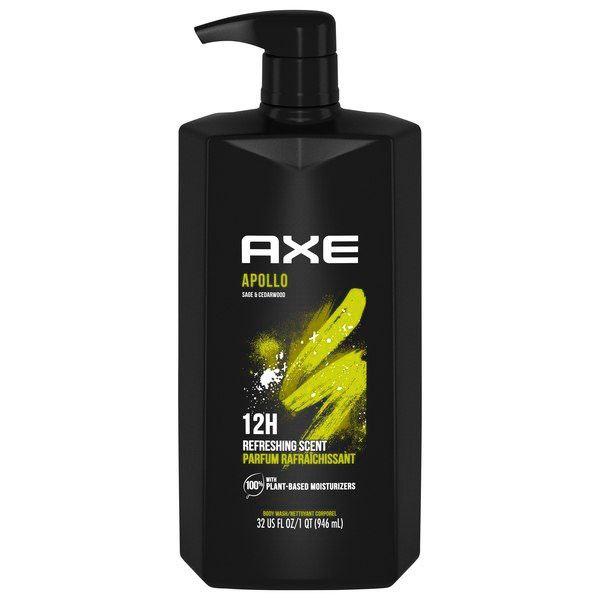 AXE
APOLLO
SAGE & CEDARWOOD
12H
REFRESHING SCENT
PARFUM RAFRAÎCHISSANT
100% WITH
PLANT-BASED MOISTURIZERS
BODY WASH/NETTOYANT CORPOREL
32 US FL OZ/1 QT (946 mL)